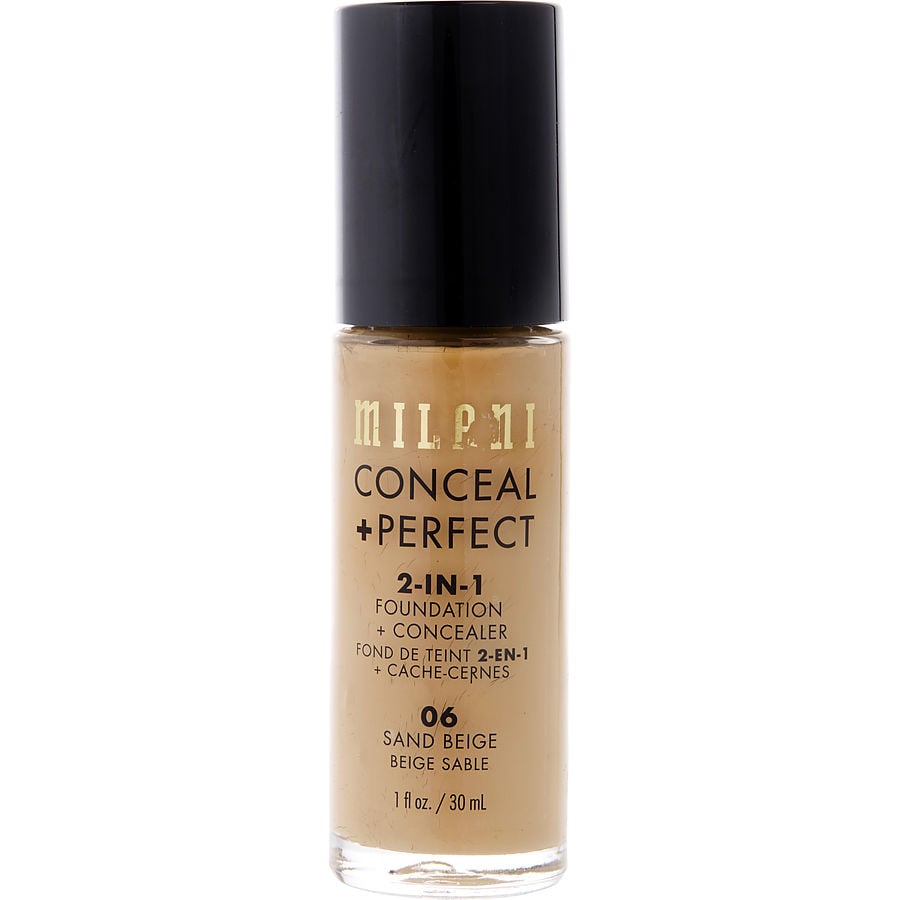 MILANI
CONCEAL
+PERFECT
2-IN-1
FOUNDATION
+ CONCEALER
FOND DE TEINT 2-EN-1
+ CACHE-CERNES
06
SAND BEIGE
BEIGE SABLE
1 fl oz. / 30 mL